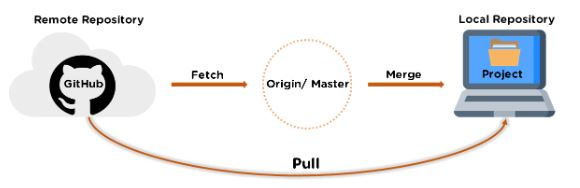 Remote Repository
Local Repository
GitHub
Fetch
Origin/ Master
Merge
Project
Pull